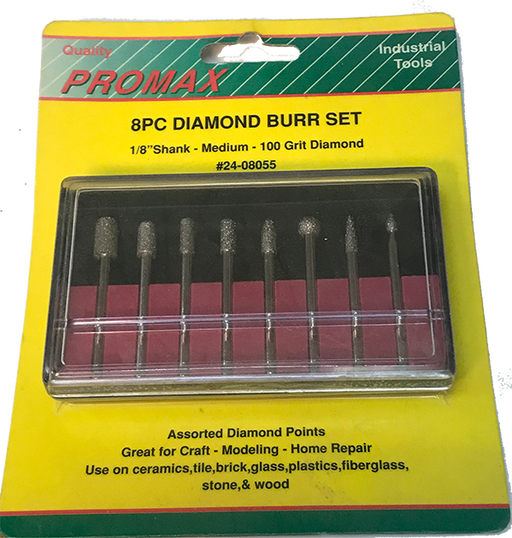 Quality
PROMAX
Industrial
Tools
8PC DIAMOND BURR SET
1/8"Shank - Medium - 100 Grit Diamond
#24-08055
Assorted Diamond Points
Great for Craft - Modeling - Home Repair
Use on ceramics,tile,brick,glass,plastics,fiberglass,
stone,& wood